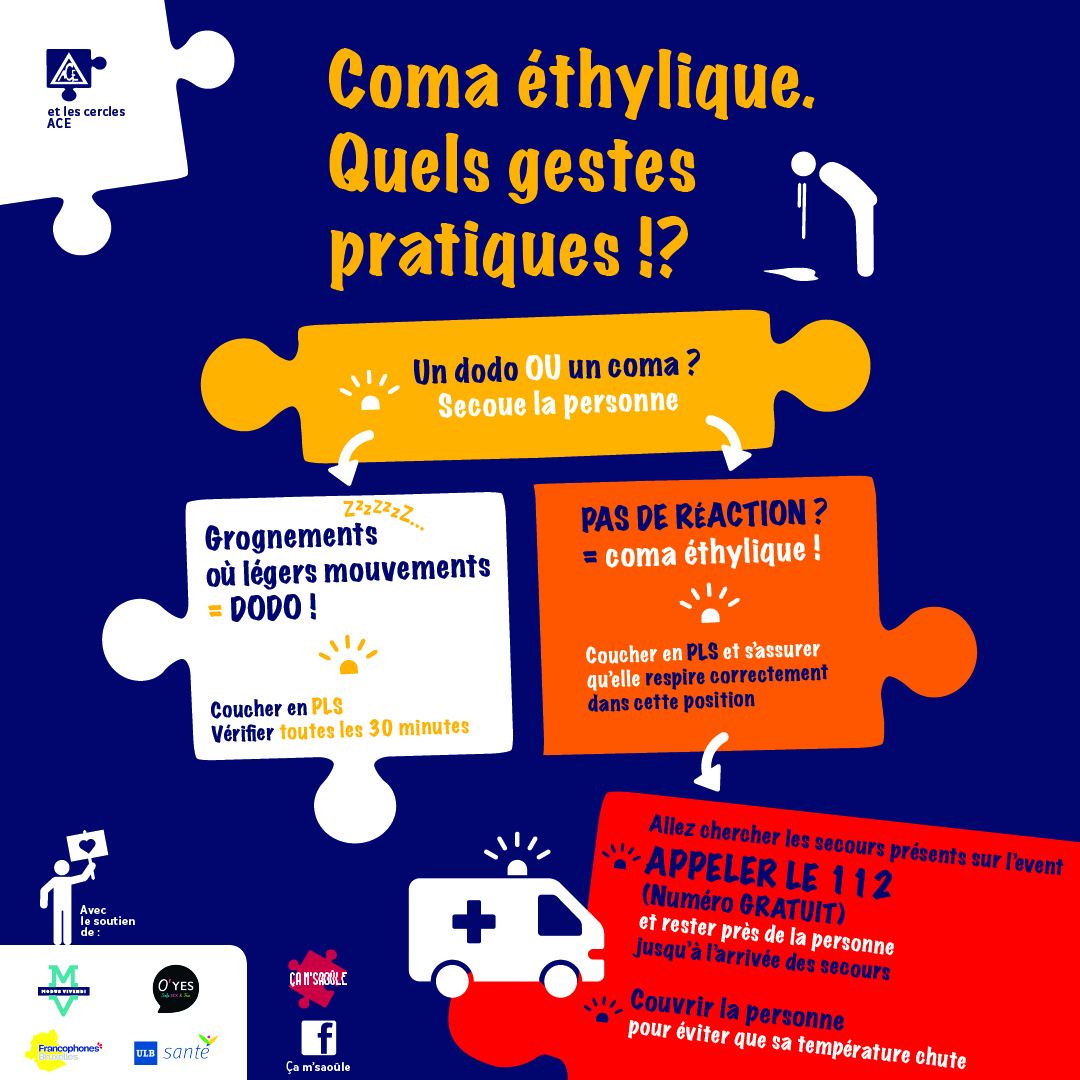 ACE
et les cercles
ACE
Coma éthylique.
Quels gestes
pratiques !?
Un dodo OU un coma ?
Secoue la personne
Zzzzzzz...
Grognements
où légers mouvements
= DODO !
Coucher en PLS
Vérifier toutes les 30 minutes
PAS DE RÉACTION ?
= coma éthylique !
Coucher en PLS et s'assurer
qu'elle respire correctement
dans cette position
Allez chercher les secours présents sur l'event
APPELER LE 112
(Numéro GRATUIT)
et rester près de la personne
jusqu'à l'arrivée des secours
Couvrir la personne
pour éviter que sa température chute
Avec
le soutien
de :
MV
MODUS VIVENDI
O'YES
Francophones
Bruxelles
ULB santé
ÇA M'SAOÛLE
f
Ça m'saoûle